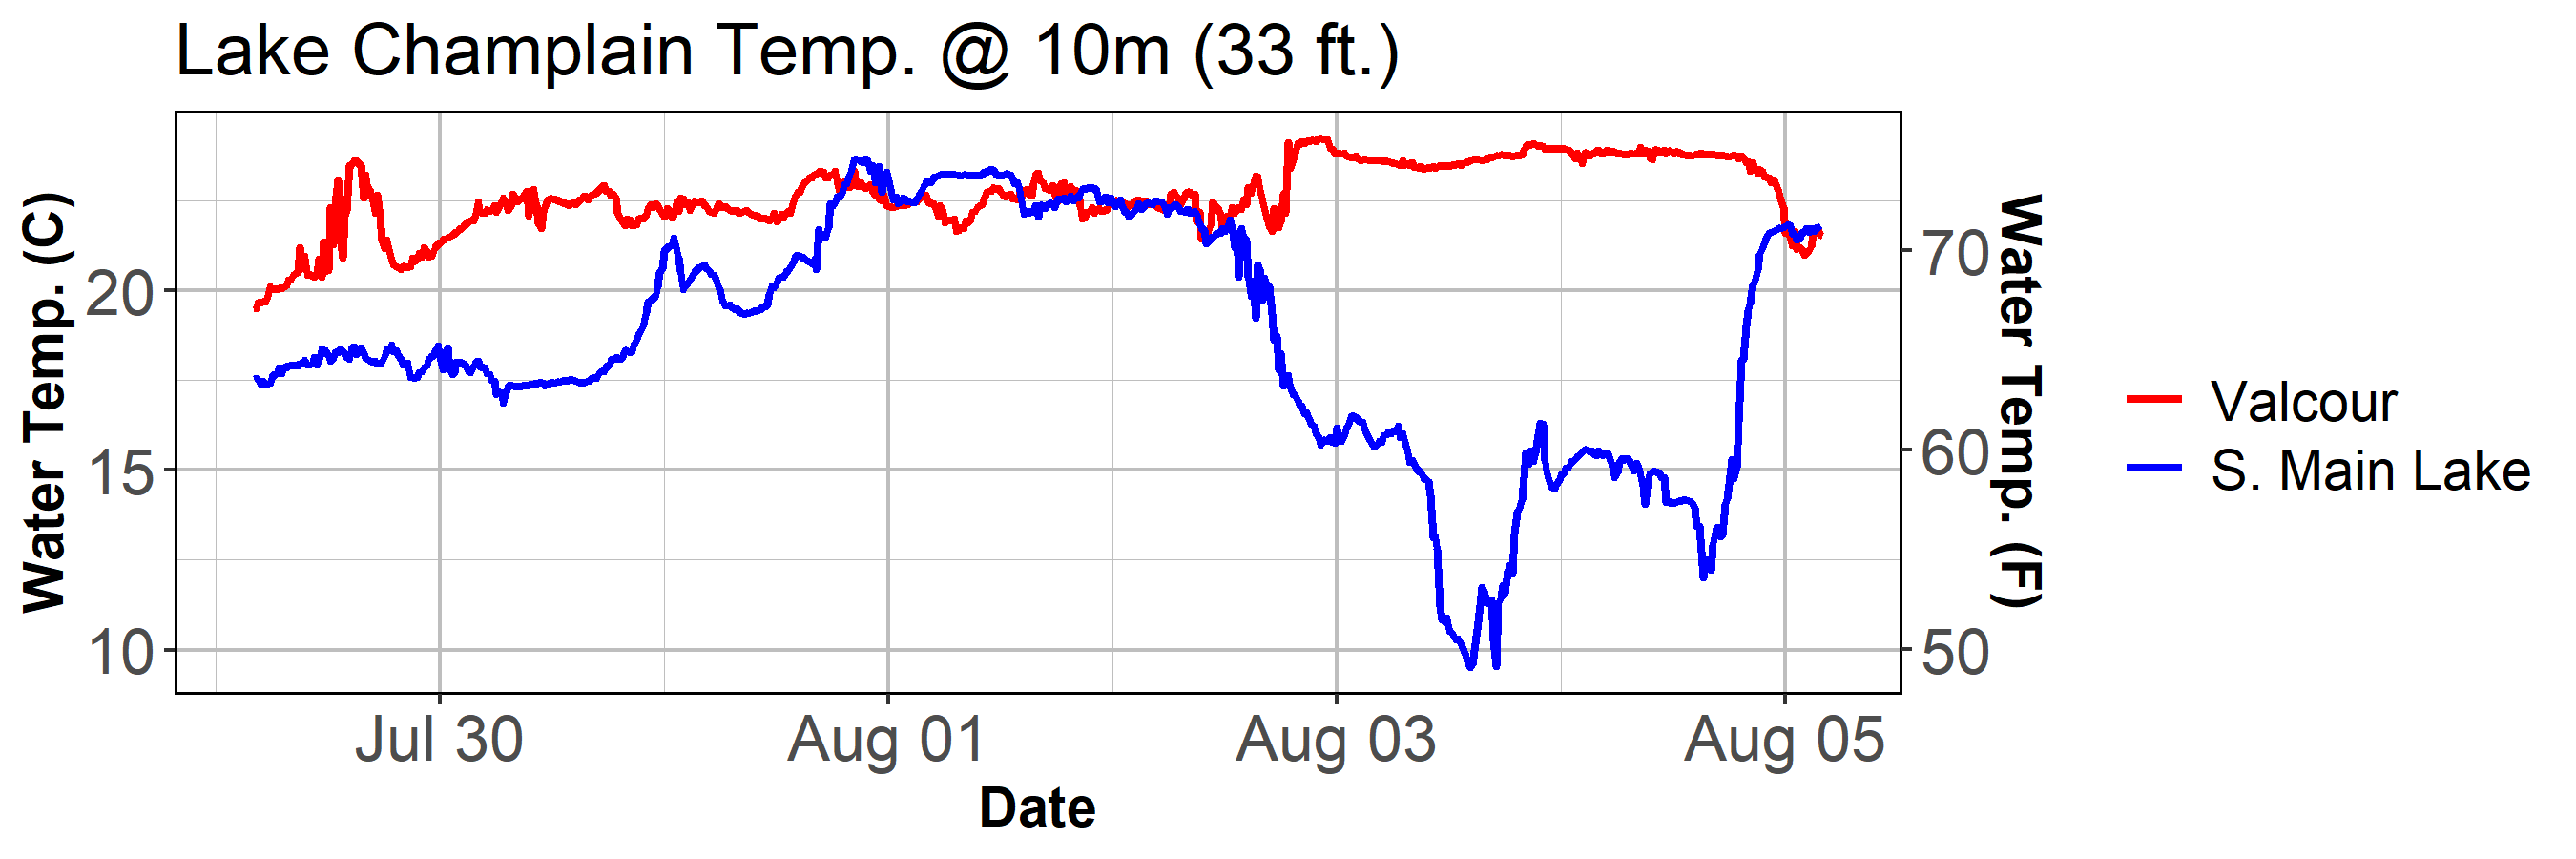 Lake Champlain Temp. @ 10m (33 ft.)
Water Temp. (C)
20
15
10
70
60
50
Water Temp. (F)
Jul 30
Aug 01
Aug 03
Aug 05
Date
Valcour
S. Main Lake